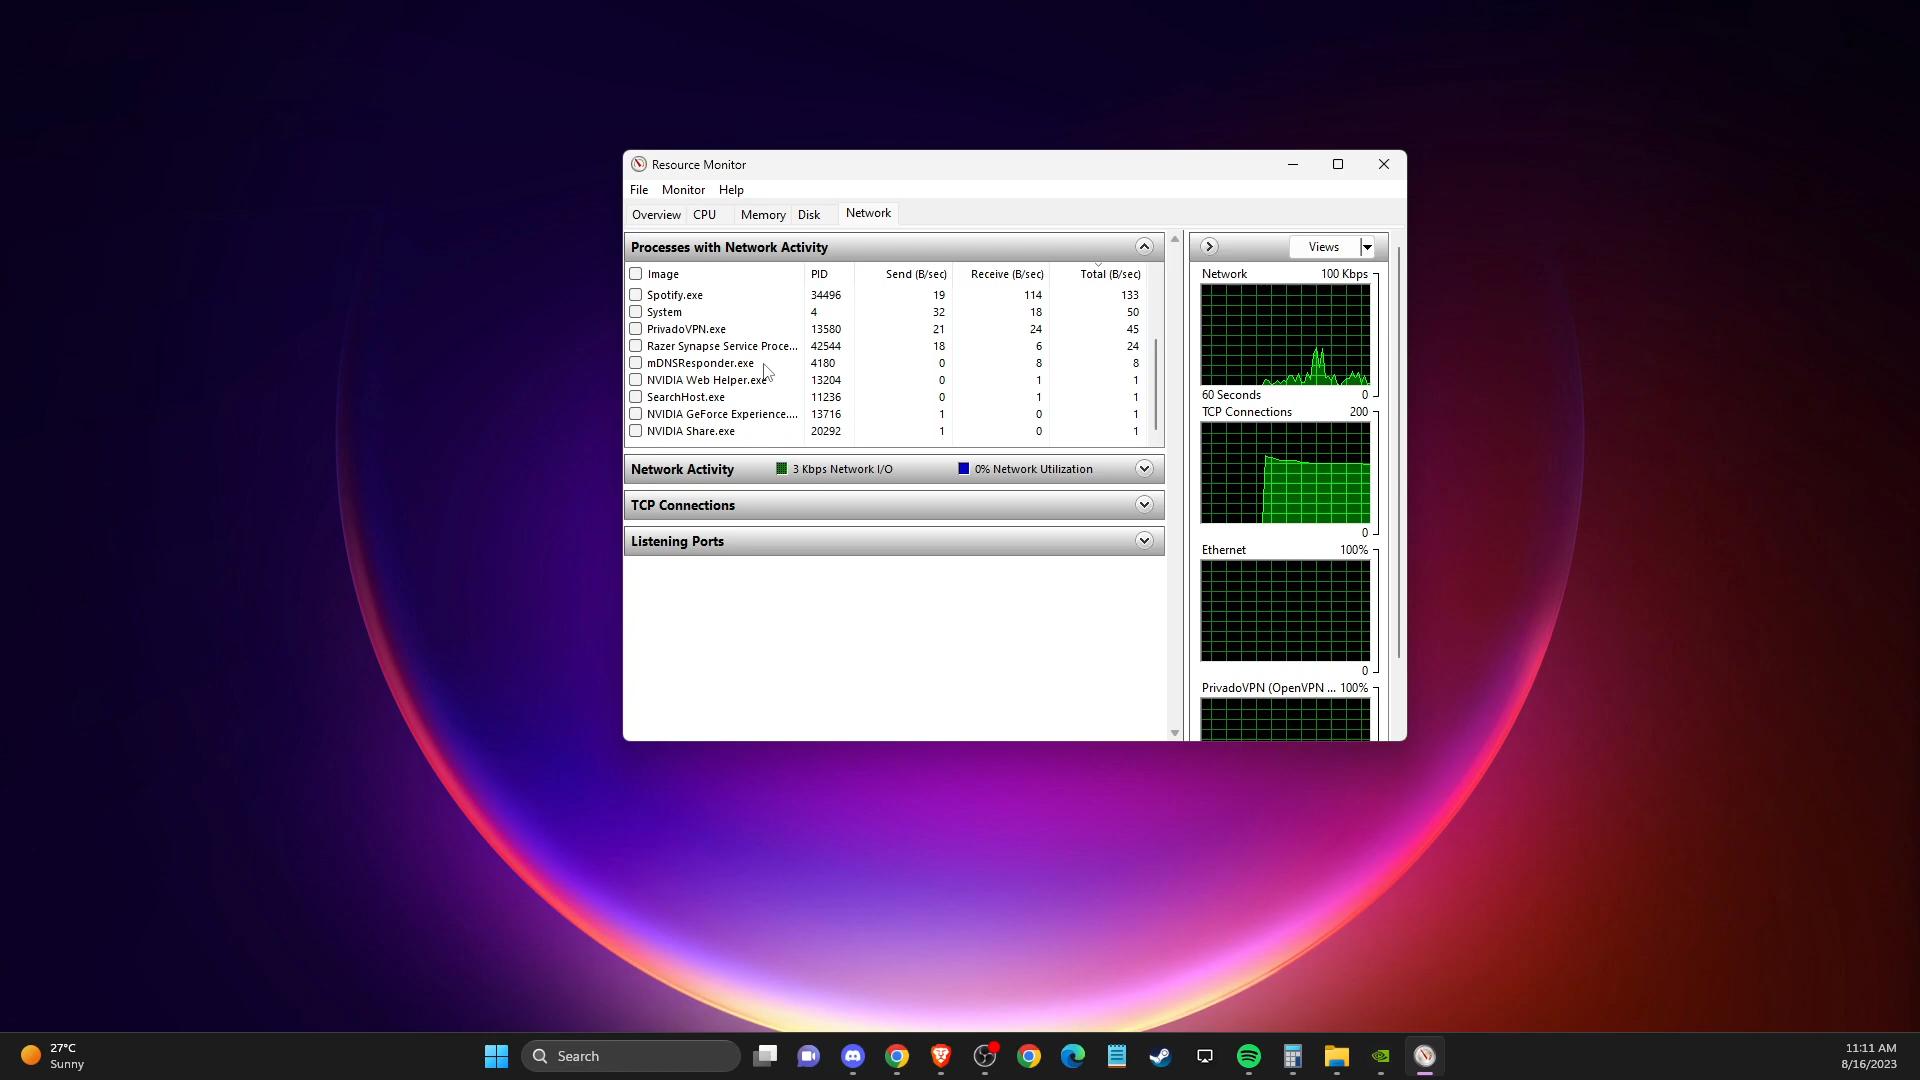 Resource Monitor
File Monitor Help
Overview CPU Memory Disk Network
Processes with Network Activity
Image PID Send (B/sec) Receive (B/sec) Total (B/sec)
Spotify.exe 34496 19 114 133
System 4 32 18 50
PrivadoVPN.exe 13580 21 24 45
Razer Synapse Service Proce... 42544 18 6 24
mDNSResponder.exe 4180 0 8 8
NVIDIA Web Helper.exe 13204 0 1 1
SearchHost.exe 11236 0 1 1
NVIDIA GeForce Experience.... 13716 1 0 1
NVIDIA Share.exe 20292 1 0 1
Network Activity 3 Kbps Network I/O 0% Network Utilization
TCP Connections
Listening Ports
Views
Network 100 Kbps
60 Seconds 0
TCP Connections 200
0
Ethernet 100%
0
PrivadoVPN (OpenVPN ... 100%
27°C
Sunny
Search
11:11 AM
8/16/2023